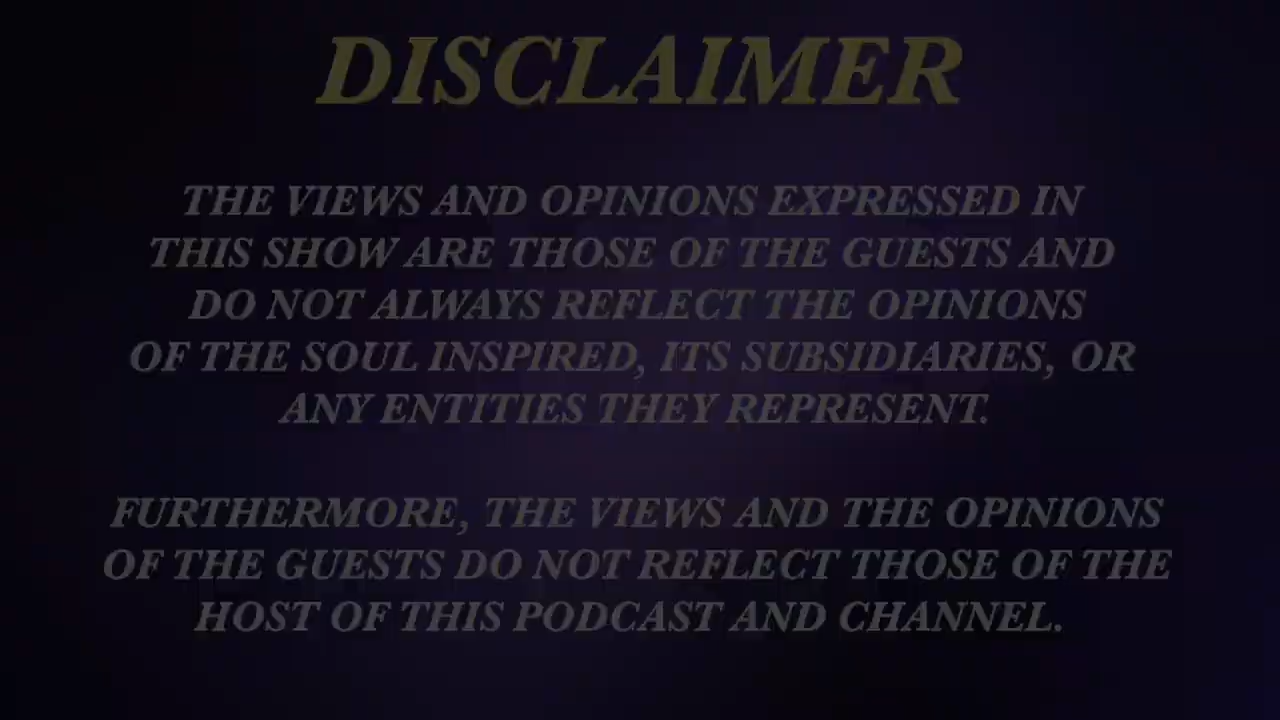 DISCLAIMER
THE VIEWS AND OPINIONS EXPRESSED IN
THIS SHOW ARE THOSE OF THE GUESTS AND
DO NOT ALWAYS REFLECT THE OPINIONS
OF THE SOUL INSPIRED, ITS SUBSIDIARIES, OR
ANY ENTITIES THEY REPRESENT.
FURTHERMORE, THE VIEWS AND THE OPINIONS
OF THE GUESTS DO NOT REFLECT THOSE OF THE
HOST OF THIS PODCAST AND CHANNEL.